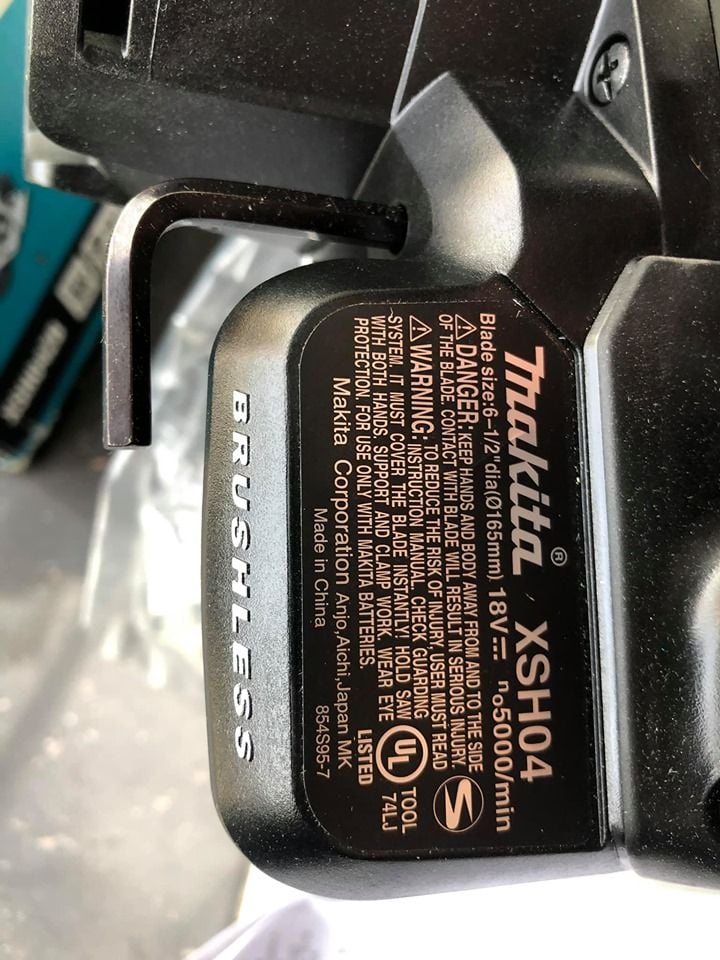 Makita® XSH04
Blade size:6-1/2"dia(Ø165mm) 18V⎓ n₀5000/min
⚠DANGER: KEEP HANDS AND BODY AWAY FROM AND TO THE SIDE
OF THE BLADE. CONTACT WITH BLADE WILL RESULT IN SERIOUS INJURY.
⚠WARNING: TO REDUCE THE RISK OF INJURY, USER MUST READ
INSTRUCTION MANUAL. CHECK GUARDING
SYSTEM. IT MUST COVER THE BLADE INSTANTLY! HOLD SAW
WITH BOTH HANDS. SUPPORT AND CLAMP WORK. WEAR EYE
PROTECTION. FOR USE ONLY WITH MAKITA BATTERIES.
UL
LISTED
TOOL
74LJ
Makita Corporation Anjo,Aichi,Japan MK
Made in China 854S95-7
BRUSHLESS